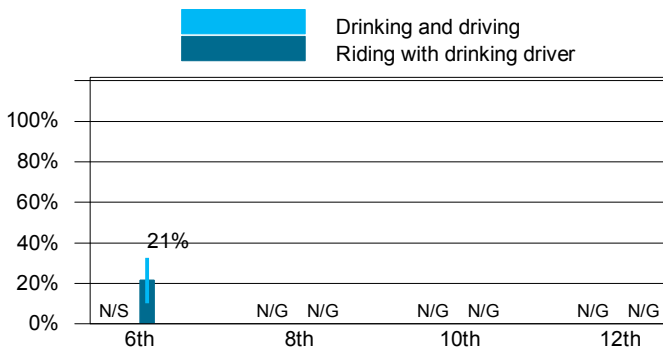 Drinking and driving
Riding with drinking driver
100%
80%
60%
40%
21%
20%
N/S N/G N/G N/G N/G N/G N/G
0%
6th 8th 10th 12th